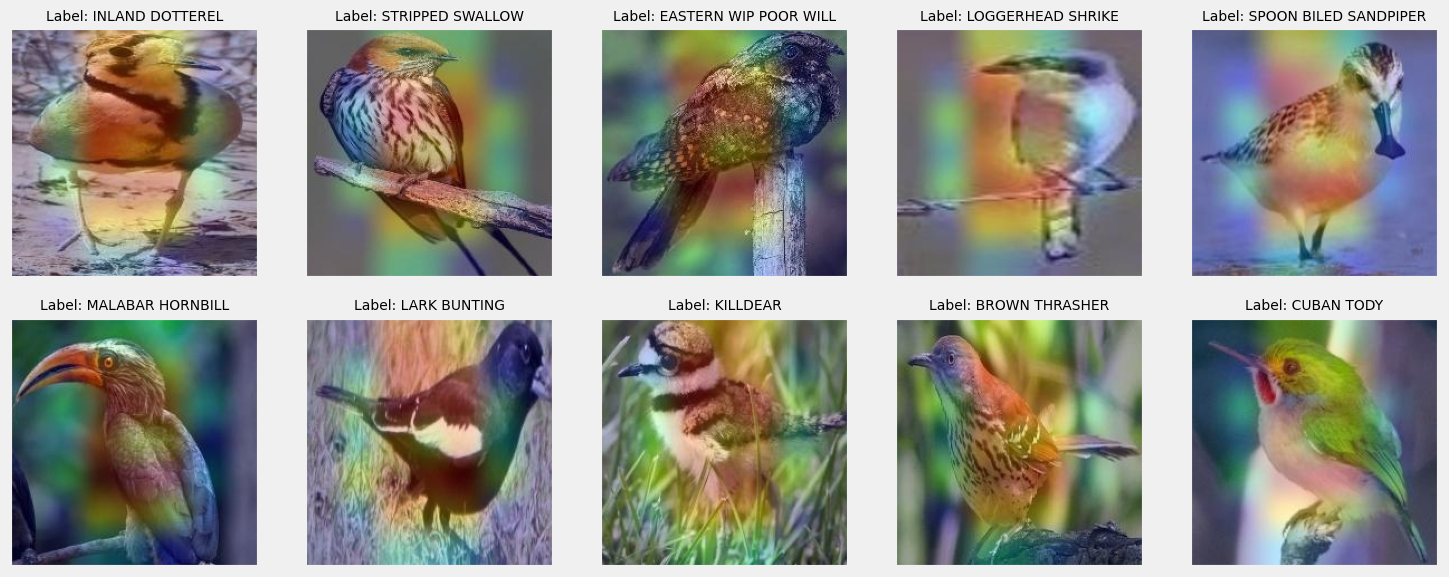 Label: INLAND DOTTEREL
Label: STRIPPED SWALLOW
Label: EASTERN WIP POOR WILL
Label: LOGGERHEAD SHRIKE
Label: SPOON BILED SANDPIPER
Label: MALABAR HORNBILL
Label: LARK BUNTING
Label: KILLDEAR
Label: BROWN THRASHER
Label: CUBAN TODY